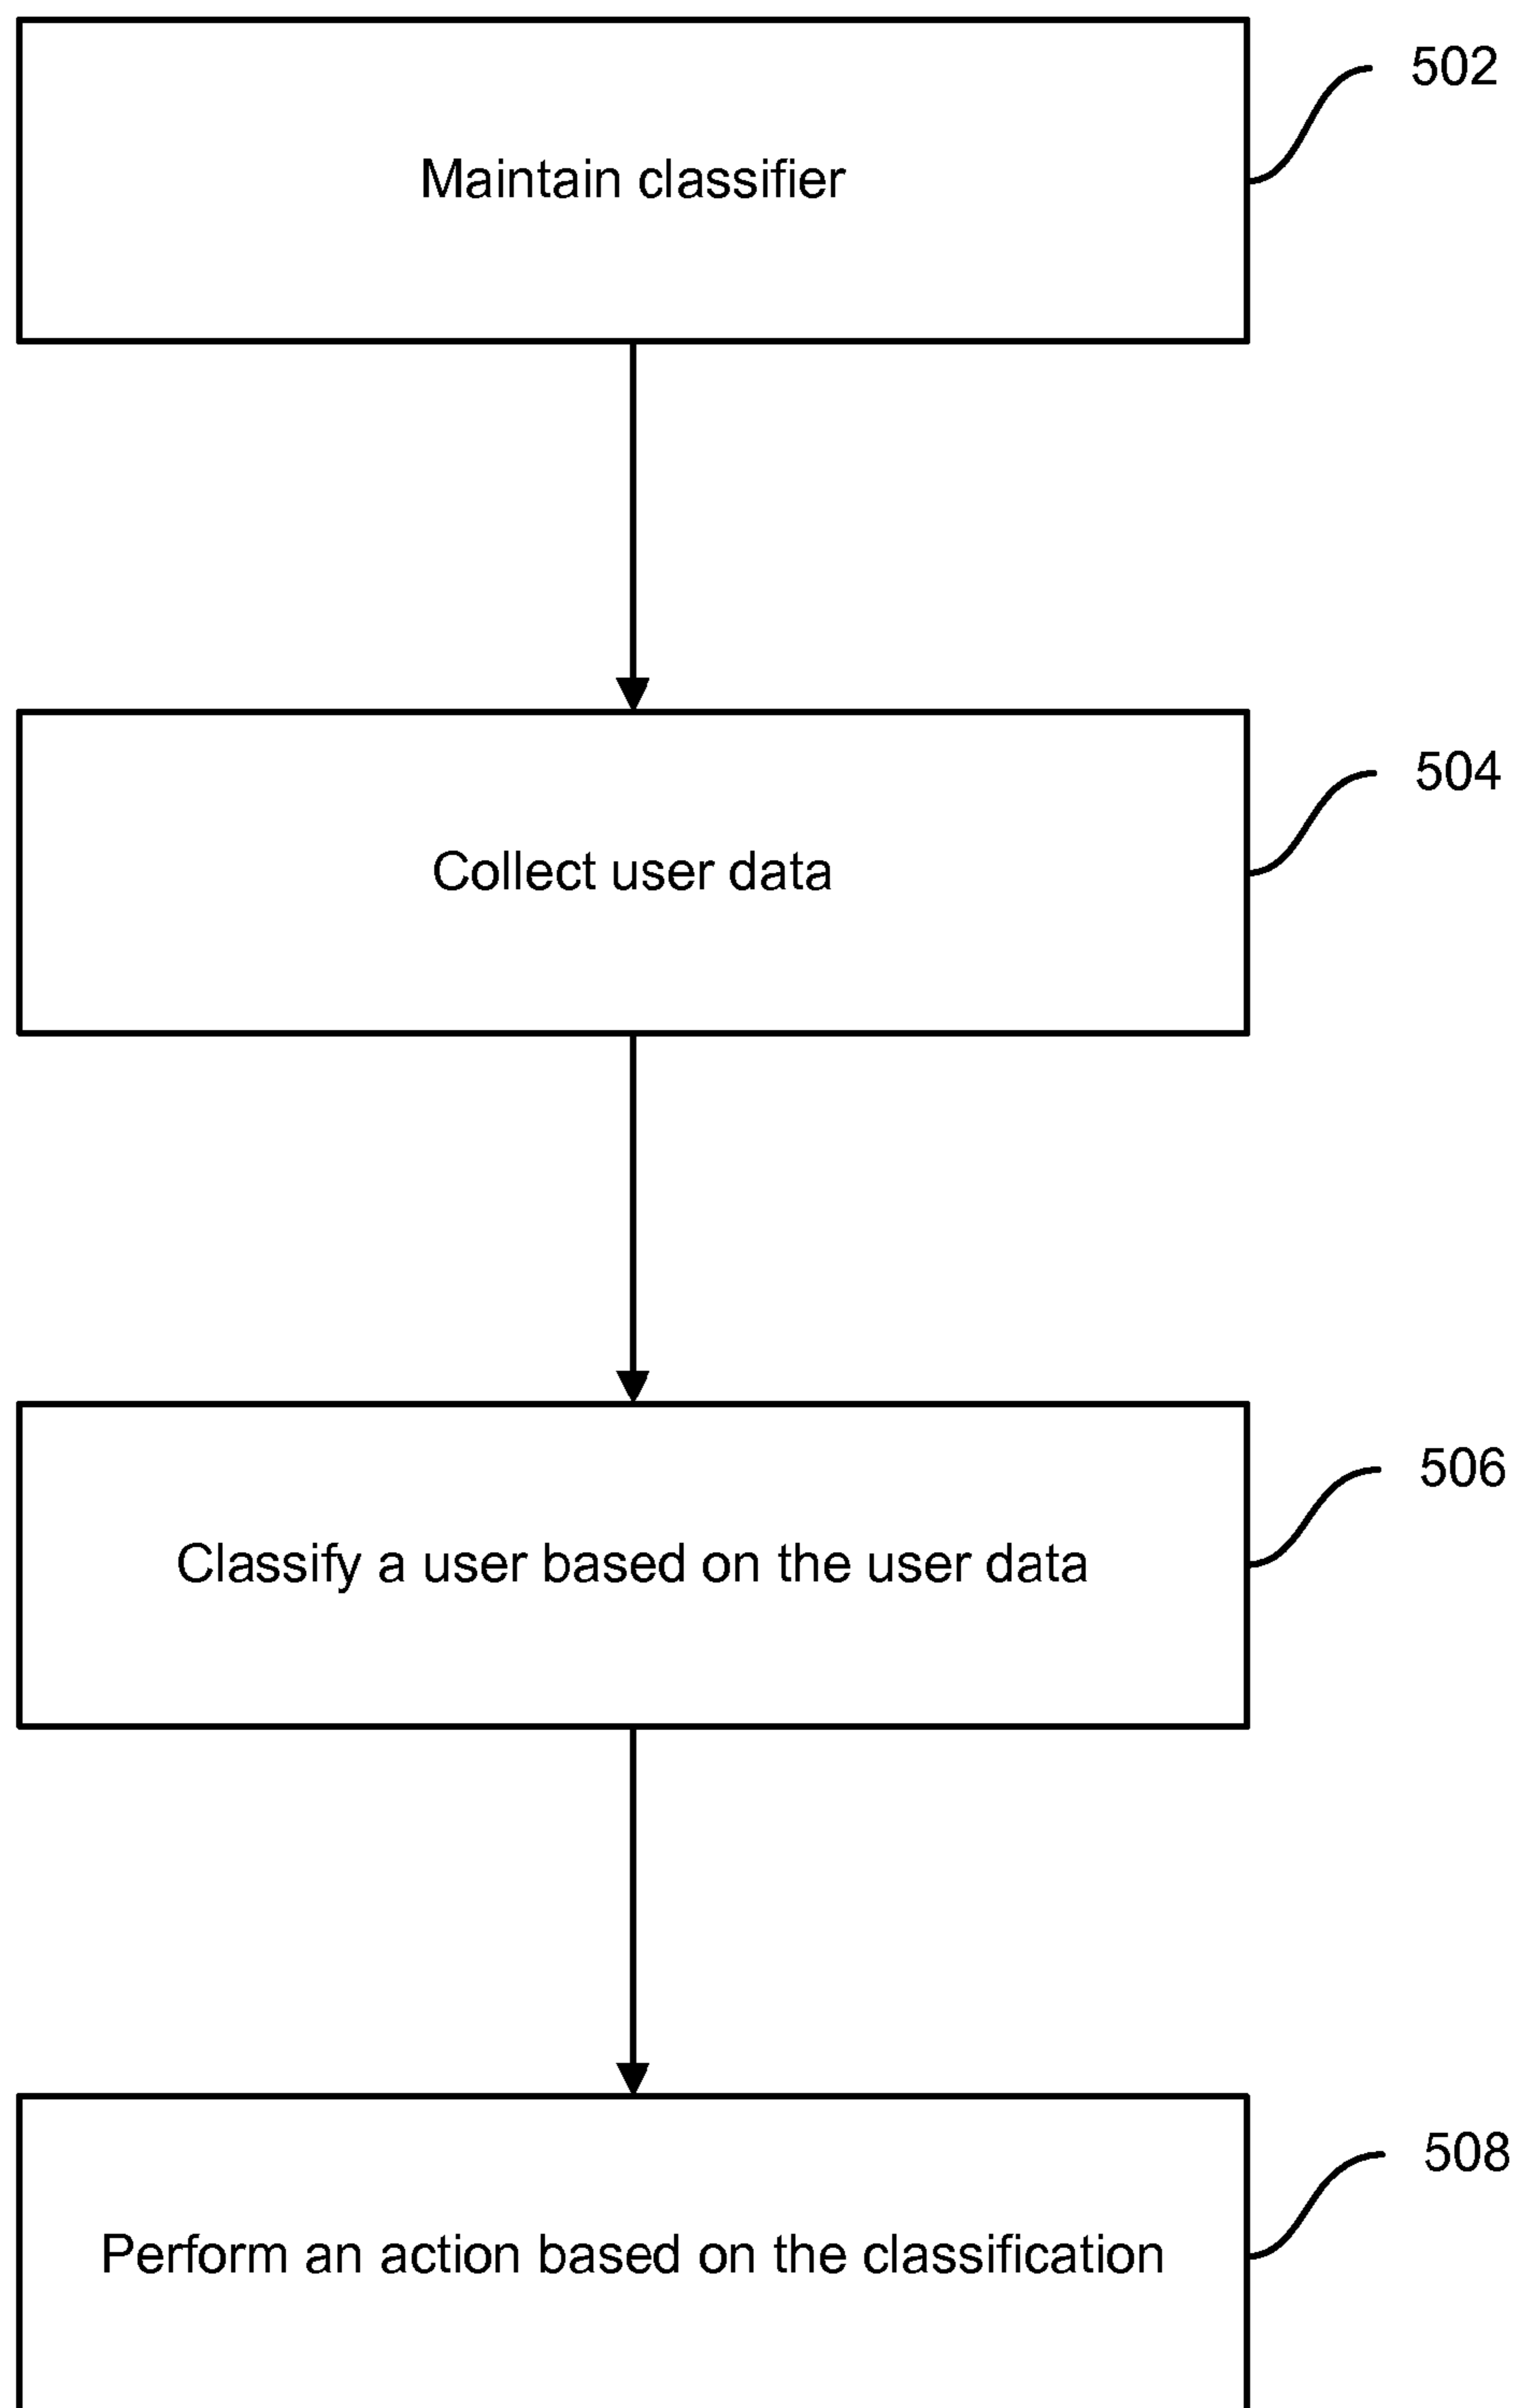 502
Maintain classifier
504
Collect user data
506
Classify a user based on the user data
508
Perform an action based on the classification